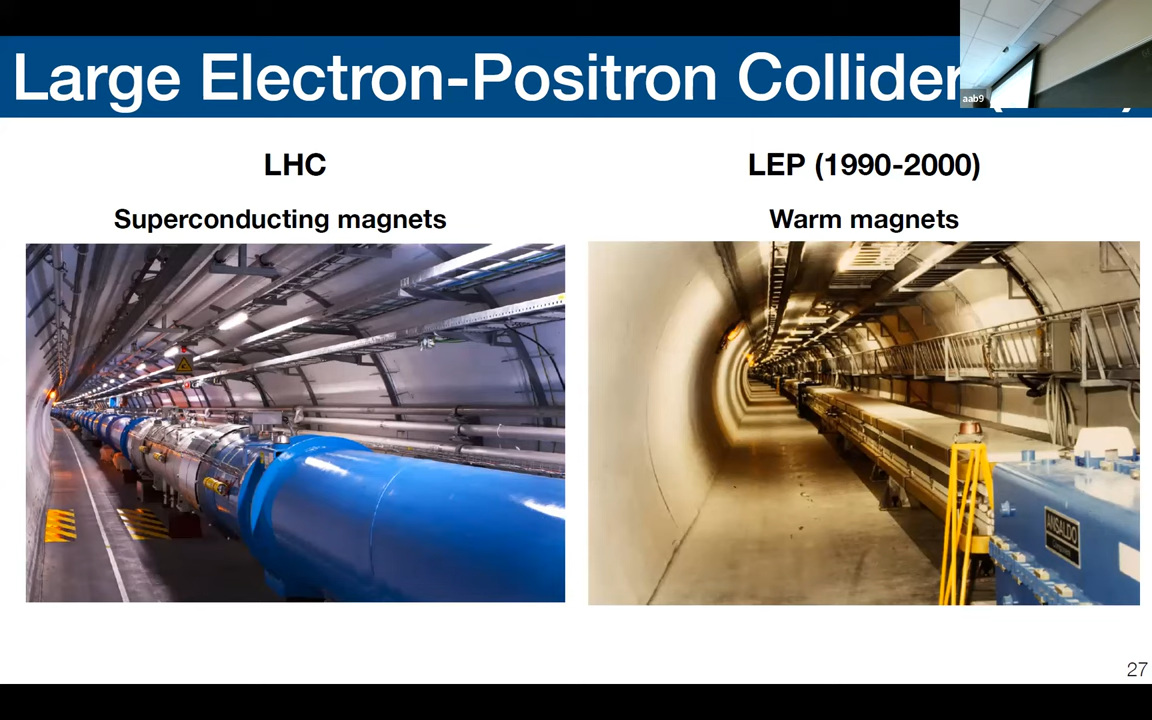 Large Electron-Positron Collider
aab9
LHC
LEP (1990-2000)
Superconducting magnets
Warm magnets
ANSALDO
27